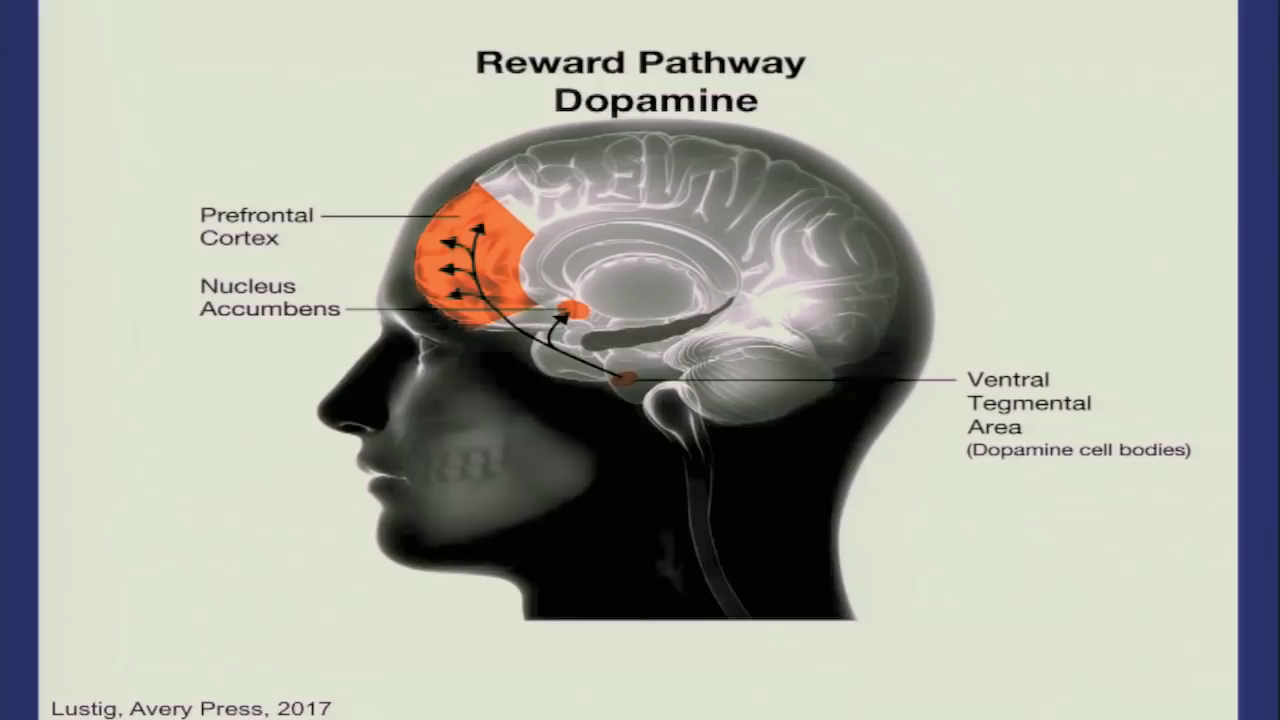 Reward Pathway
Dopamine
Prefrontal
Cortex
Nucleus
Accumbens
Ventral
Tegmental
Area
(Dopamine cell bodies)
Lustig, Avery Press, 2017